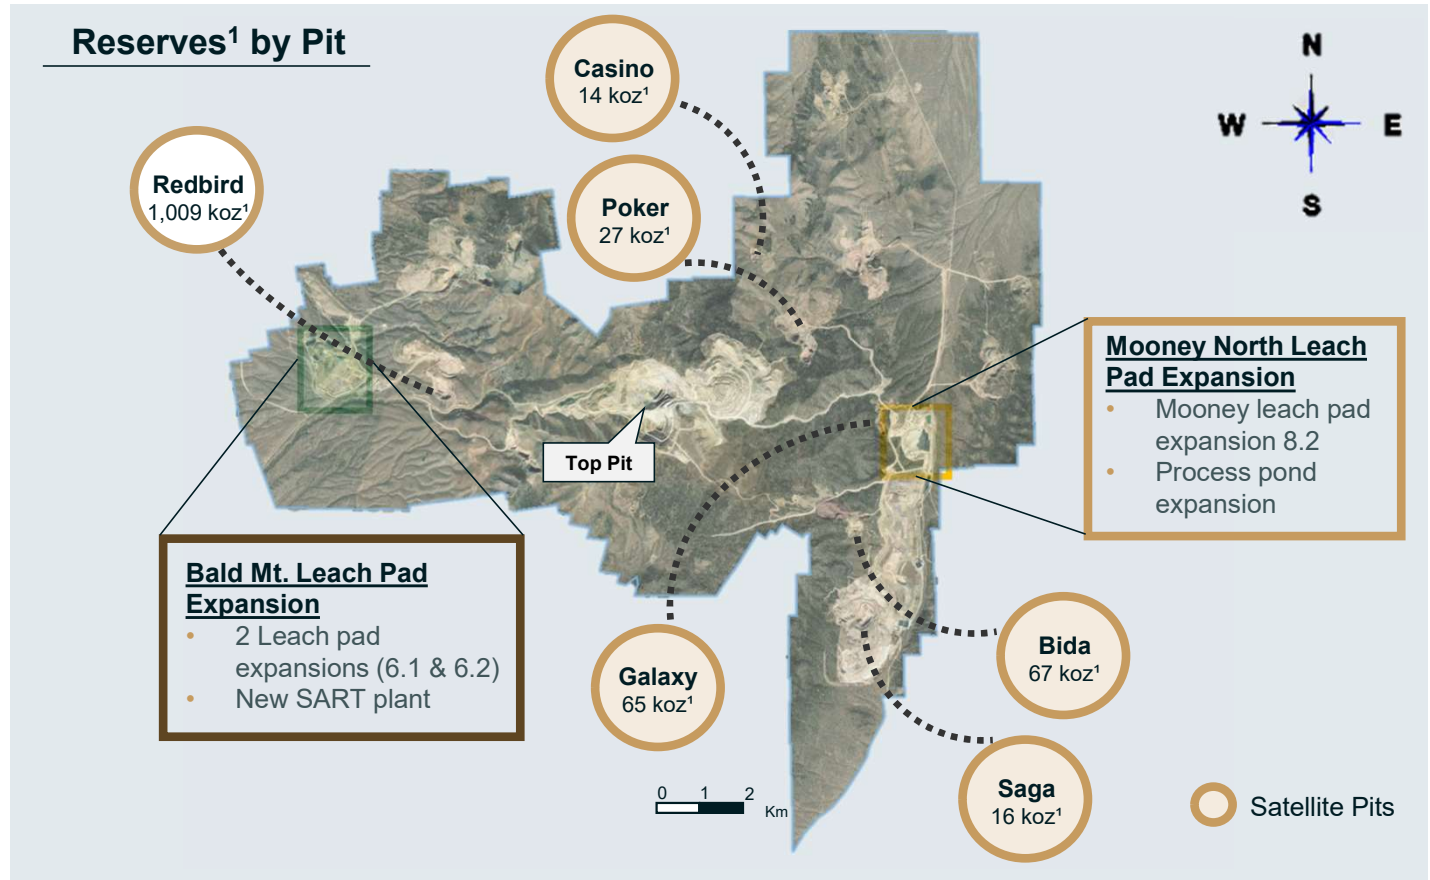 Reserves¹ by Pit
Casino
14 koz¹
N
W
E
S
Redbird
1,009 koz¹
Poker
27 koz¹
Mooney North Leach
Pad Expansion
• Mooney leach pad
expansion 8.2
• Process pond
expansion
Top Pit
Bald Mt. Leach Pad
Expansion
• 2 Leach pad
expansions (6.1 & 6.2)
• New SART plant
Galaxy
65 koz¹
Bida
67 koz¹
Saga
16 koz¹
0 1 2
Km
Satellite Pits